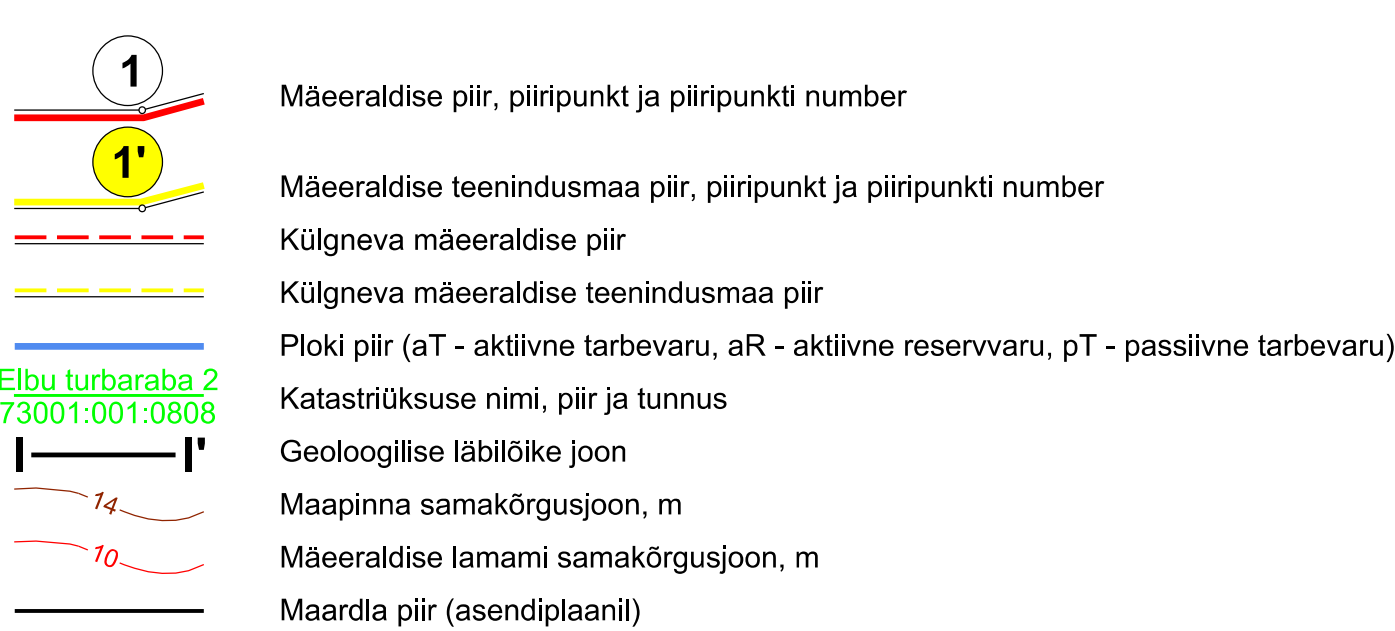 1 Mäeeraldise piir, piiripunkt ja piiripunkti number
1' Mäeeraldise teenindusmaa piir, piiripunkt ja piiripunkti number
Külgneva mäeeraldise piir
Külgneva mäeeraldise teenindusmaa piir
Ploki piir (aT - aktiivne tarbevaru, aR - aktiivne reservvaru, pT - passiivne tarbevaru)
Elbu turbaraba 2
73001:001:0808
Katastriüksuse nimi, piir ja tunnus
I I' Geoloogilise läbilõike joon
14 Maapinna samakõrgusjoon, m
10 Mäeeraldise lamami samakõrgusjoon, m
Maardla piir (asendiplaanil)